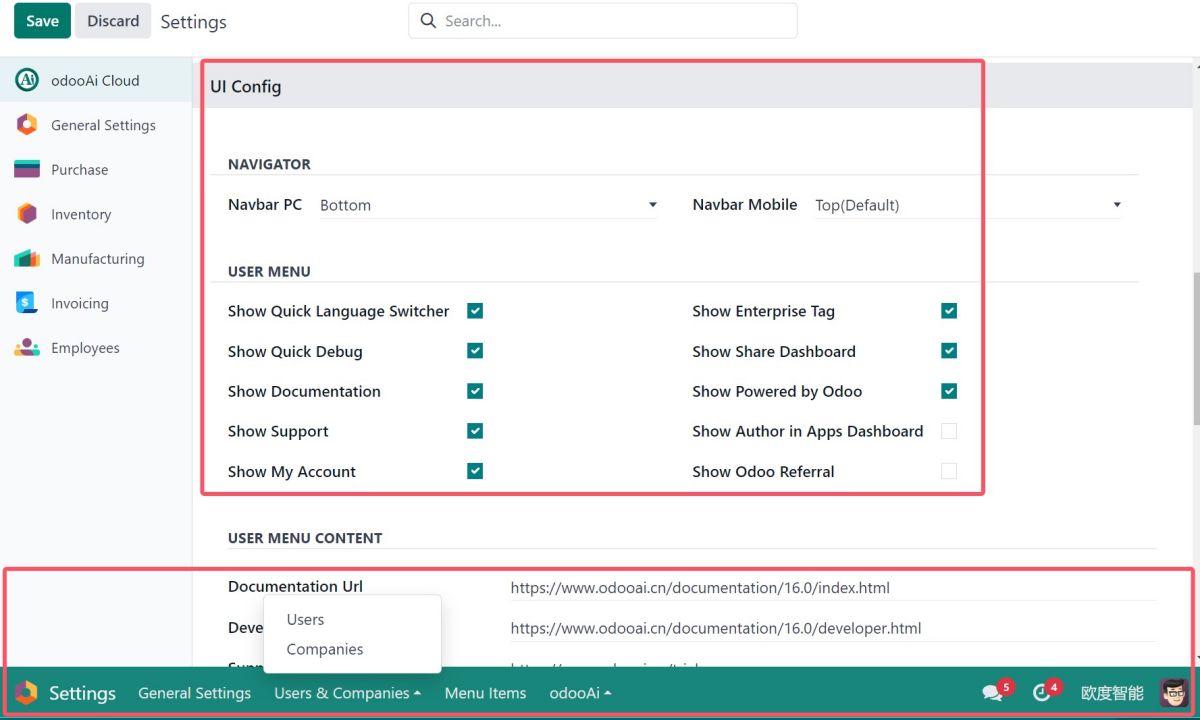 Save Discard Settings Search...
odooAi Cloud
General Settings
Purchase
Inventory
Manufacturing
Invoicing
Employees
UI Config
NAVIGATOR
Navbar PC Bottom Navbar Mobile Top(Default)
USER MENU
Show Quick Language Switcher Show Enterprise Tag
Show Quick Debug Show Share Dashboard
Show Documentation Show Powered by Odoo
Show Support Show Author in Apps Dashboard
Show My Account Show Odoo Referral
USER MENU CONTENT
Documentation Url https://www.odooai.cn/documentation/16.0/index.html
Deve https://www.odooai.cn/documentation/16.0/developer.html
Users
Companies
Settings General Settings Users & Companies Menu Items odooAi 5 4 欧度智能